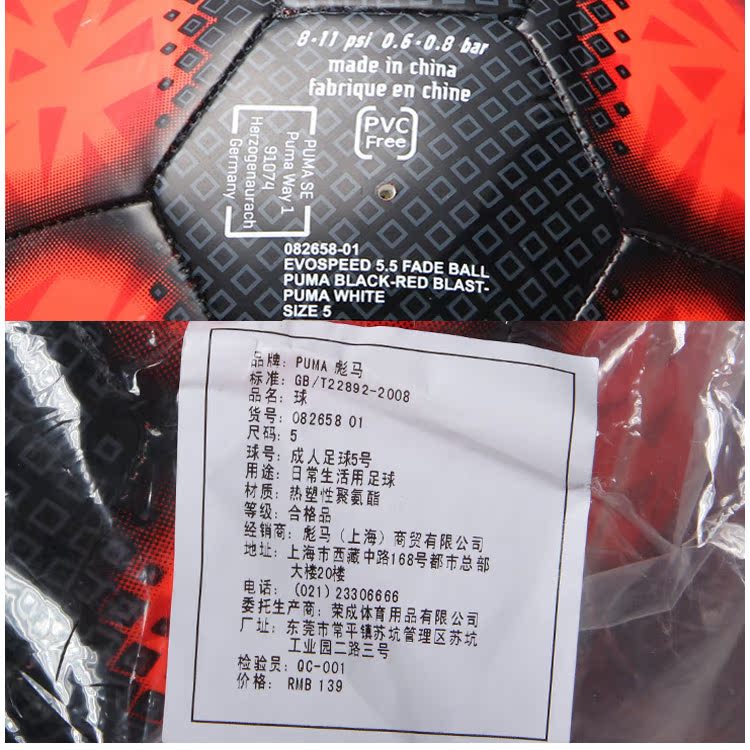 8-11 psi 0.6-0.8 bar
made in china
fabrique en chine
PVC
Free
PUMA SE
Puma Way 1
91074
Herzogenaurach
Germany
082658-01
EVOSPEED 5.5 FADE BALL
PUMA BLACK-RED BLAST-
PUMA WHITE
SIZE 5
品牌: PUMA 彪马
标准: GB/T22892-2008
品名: 球
货号: 082658 01
尺码: 5
球号: 成人足球5号
用途: 日常生活用足球
材质: 热塑性聚氨酯
等级: 合格品
经销商: 彪马（上海）商贸有限公司
地址: 上海市西藏中路168号都市总部
大楼20楼
电话: (021)23306666
委托生产商: 荣成体育用品有限公司
厂址: 东莞市常平镇苏坑管理区苏坑
工业园二路三号
检验员: QC-001
价格: RMB 139